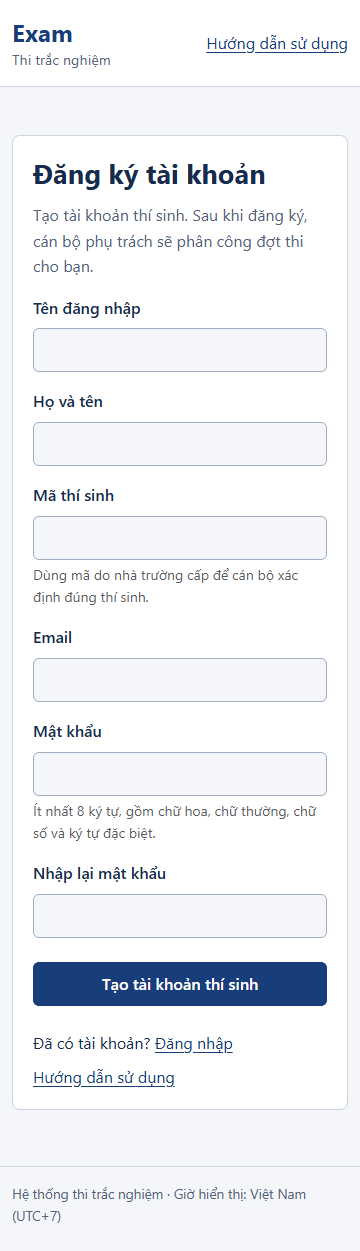 Exam
Thi trắc nghiệm
Hướng dẫn sử dụng
Đăng ký tài khoản
Tạo tài khoản thí sinh. Sau khi đăng ký,
cán bộ phụ trách sẽ phân công đợt thi
cho bạn.
Tên đăng nhập
Họ và tên
Mã thí sinh
Dùng mã do nhà trường cấp để cán bộ xác
định đúng thí sinh.
Email
Mật khẩu
Ít nhất 8 ký tự, gồm chữ hoa, chữ thường, chữ
số và ký tự đặc biệt.
Nhập lại mật khẩu
Tạo tài khoản thí sinh
Đã có tài khoản? Đăng nhập
Hướng dẫn sử dụng
Hệ thống thi trắc nghiệm · Giờ hiển thị: Việt Nam
(UTC+7)